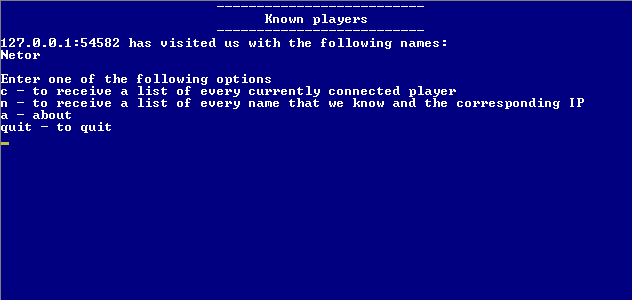 --------------------------
Known players
--------------------------
127.0.0.1:54582 has visited us with the following names:
Netor
Enter one of the following options
c - to receive a list of every currently connected player
n - to receive a list of every name that we know and the corresponding IP
a - about
quit - to quit